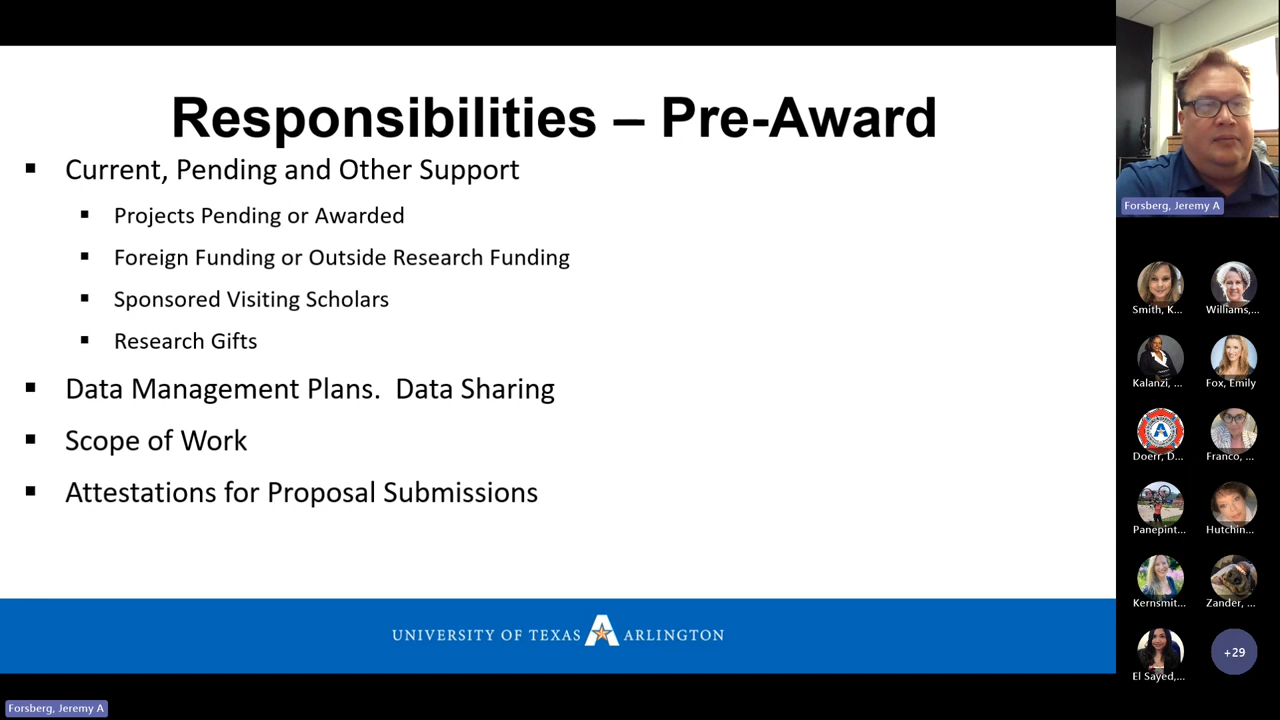 Responsibilities – Pre-Award
Current, Pending and Other Support
Projects Pending or Awarded
Foreign Funding or Outside Research Funding
Sponsored Visiting Scholars
Research Gifts
Data Management Plans.  Data Sharing
Scope of Work
Attestations for Proposal Submissions
UNIVERSITY OF TEXAS A ARLINGTON
Forsberg, Jeremy A
Smith, K...
Williams,...
Kalanzi, ...
Fox, Emily
Doerr, D...
Franco, ...
Panepint...
Hutchin...
Kernsmit...
Zander, ...
El Sayed,...
+29
Forsberg, Jeremy A